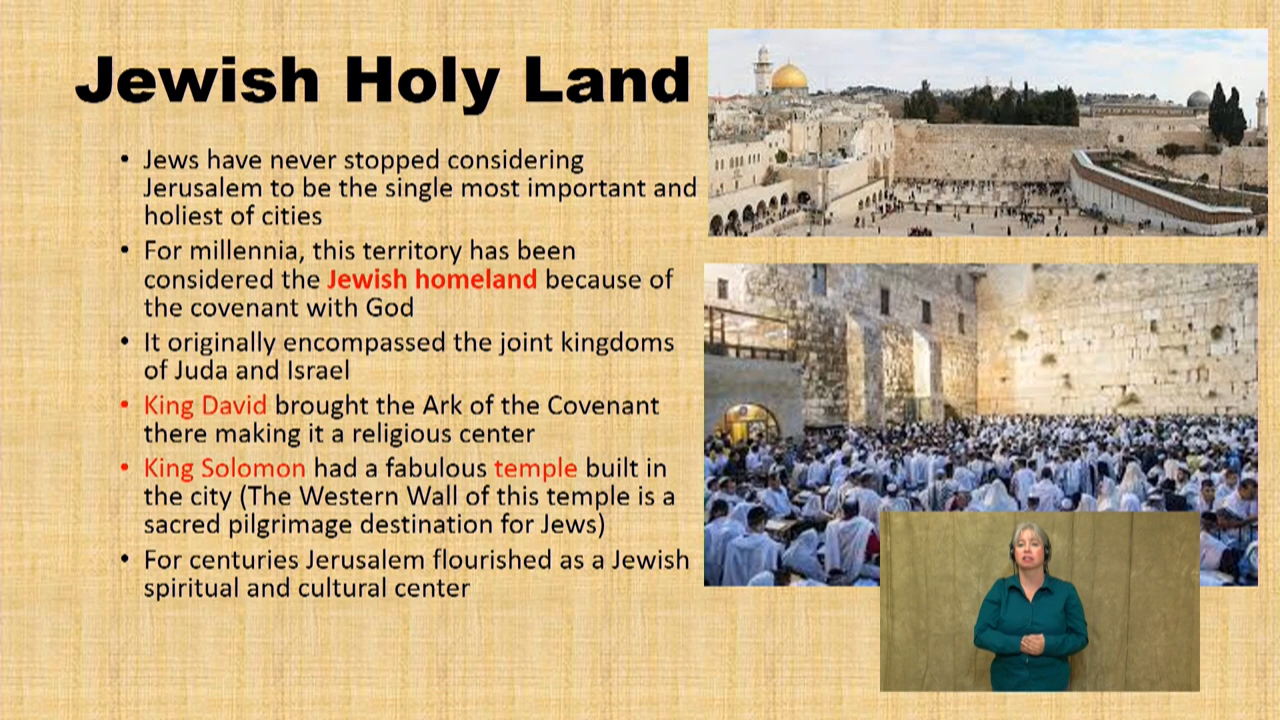 Jewish Holy Land
• Jews have never stopped considering
Jerusalem to be the single most important and
holiest of cities
• For millennia, this territory has been
considered the Jewish homeland because of
the covenant with God
• It originally encompassed the joint kingdoms
of Juda and Israel
• King David brought the Ark of the Covenant
there making it a religious center
• King Solomon had a fabulous temple built in
the city (The Western Wall of this temple is a
sacred pilgrimage destination for Jews)
• For centuries Jerusalem flourished as a Jewish
spiritual and cultural center